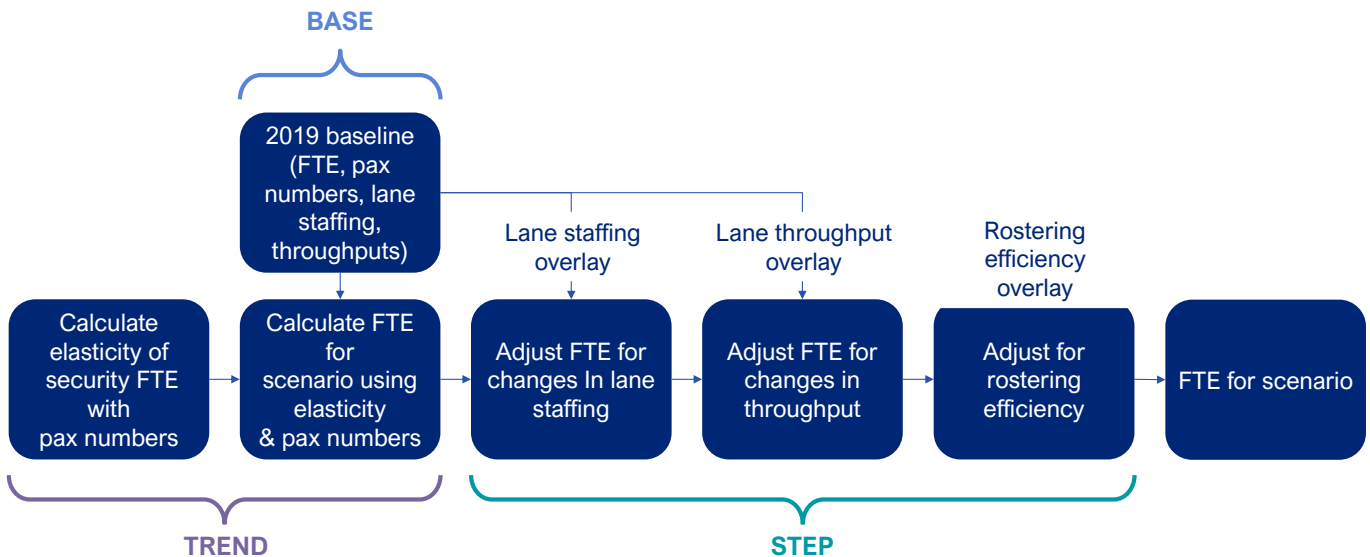 BASE
2019 baseline
(FTE, pax
numbers, lane
staffing,
throughputs)
Lane staffing
overlay
Lane throughput
overlay
Rostering
efficiency
overlay
Calculate
elasticity of
security FTE
with
pax numbers
Calculate FTE
for
scenario using
elasticity
& pax numbers
Adjust FTE for
changes In lane
staffing
Adjust FTE for
changes in
throughput
Adjust for
rostering
efficiency
FTE for scenario
TREND
STEP